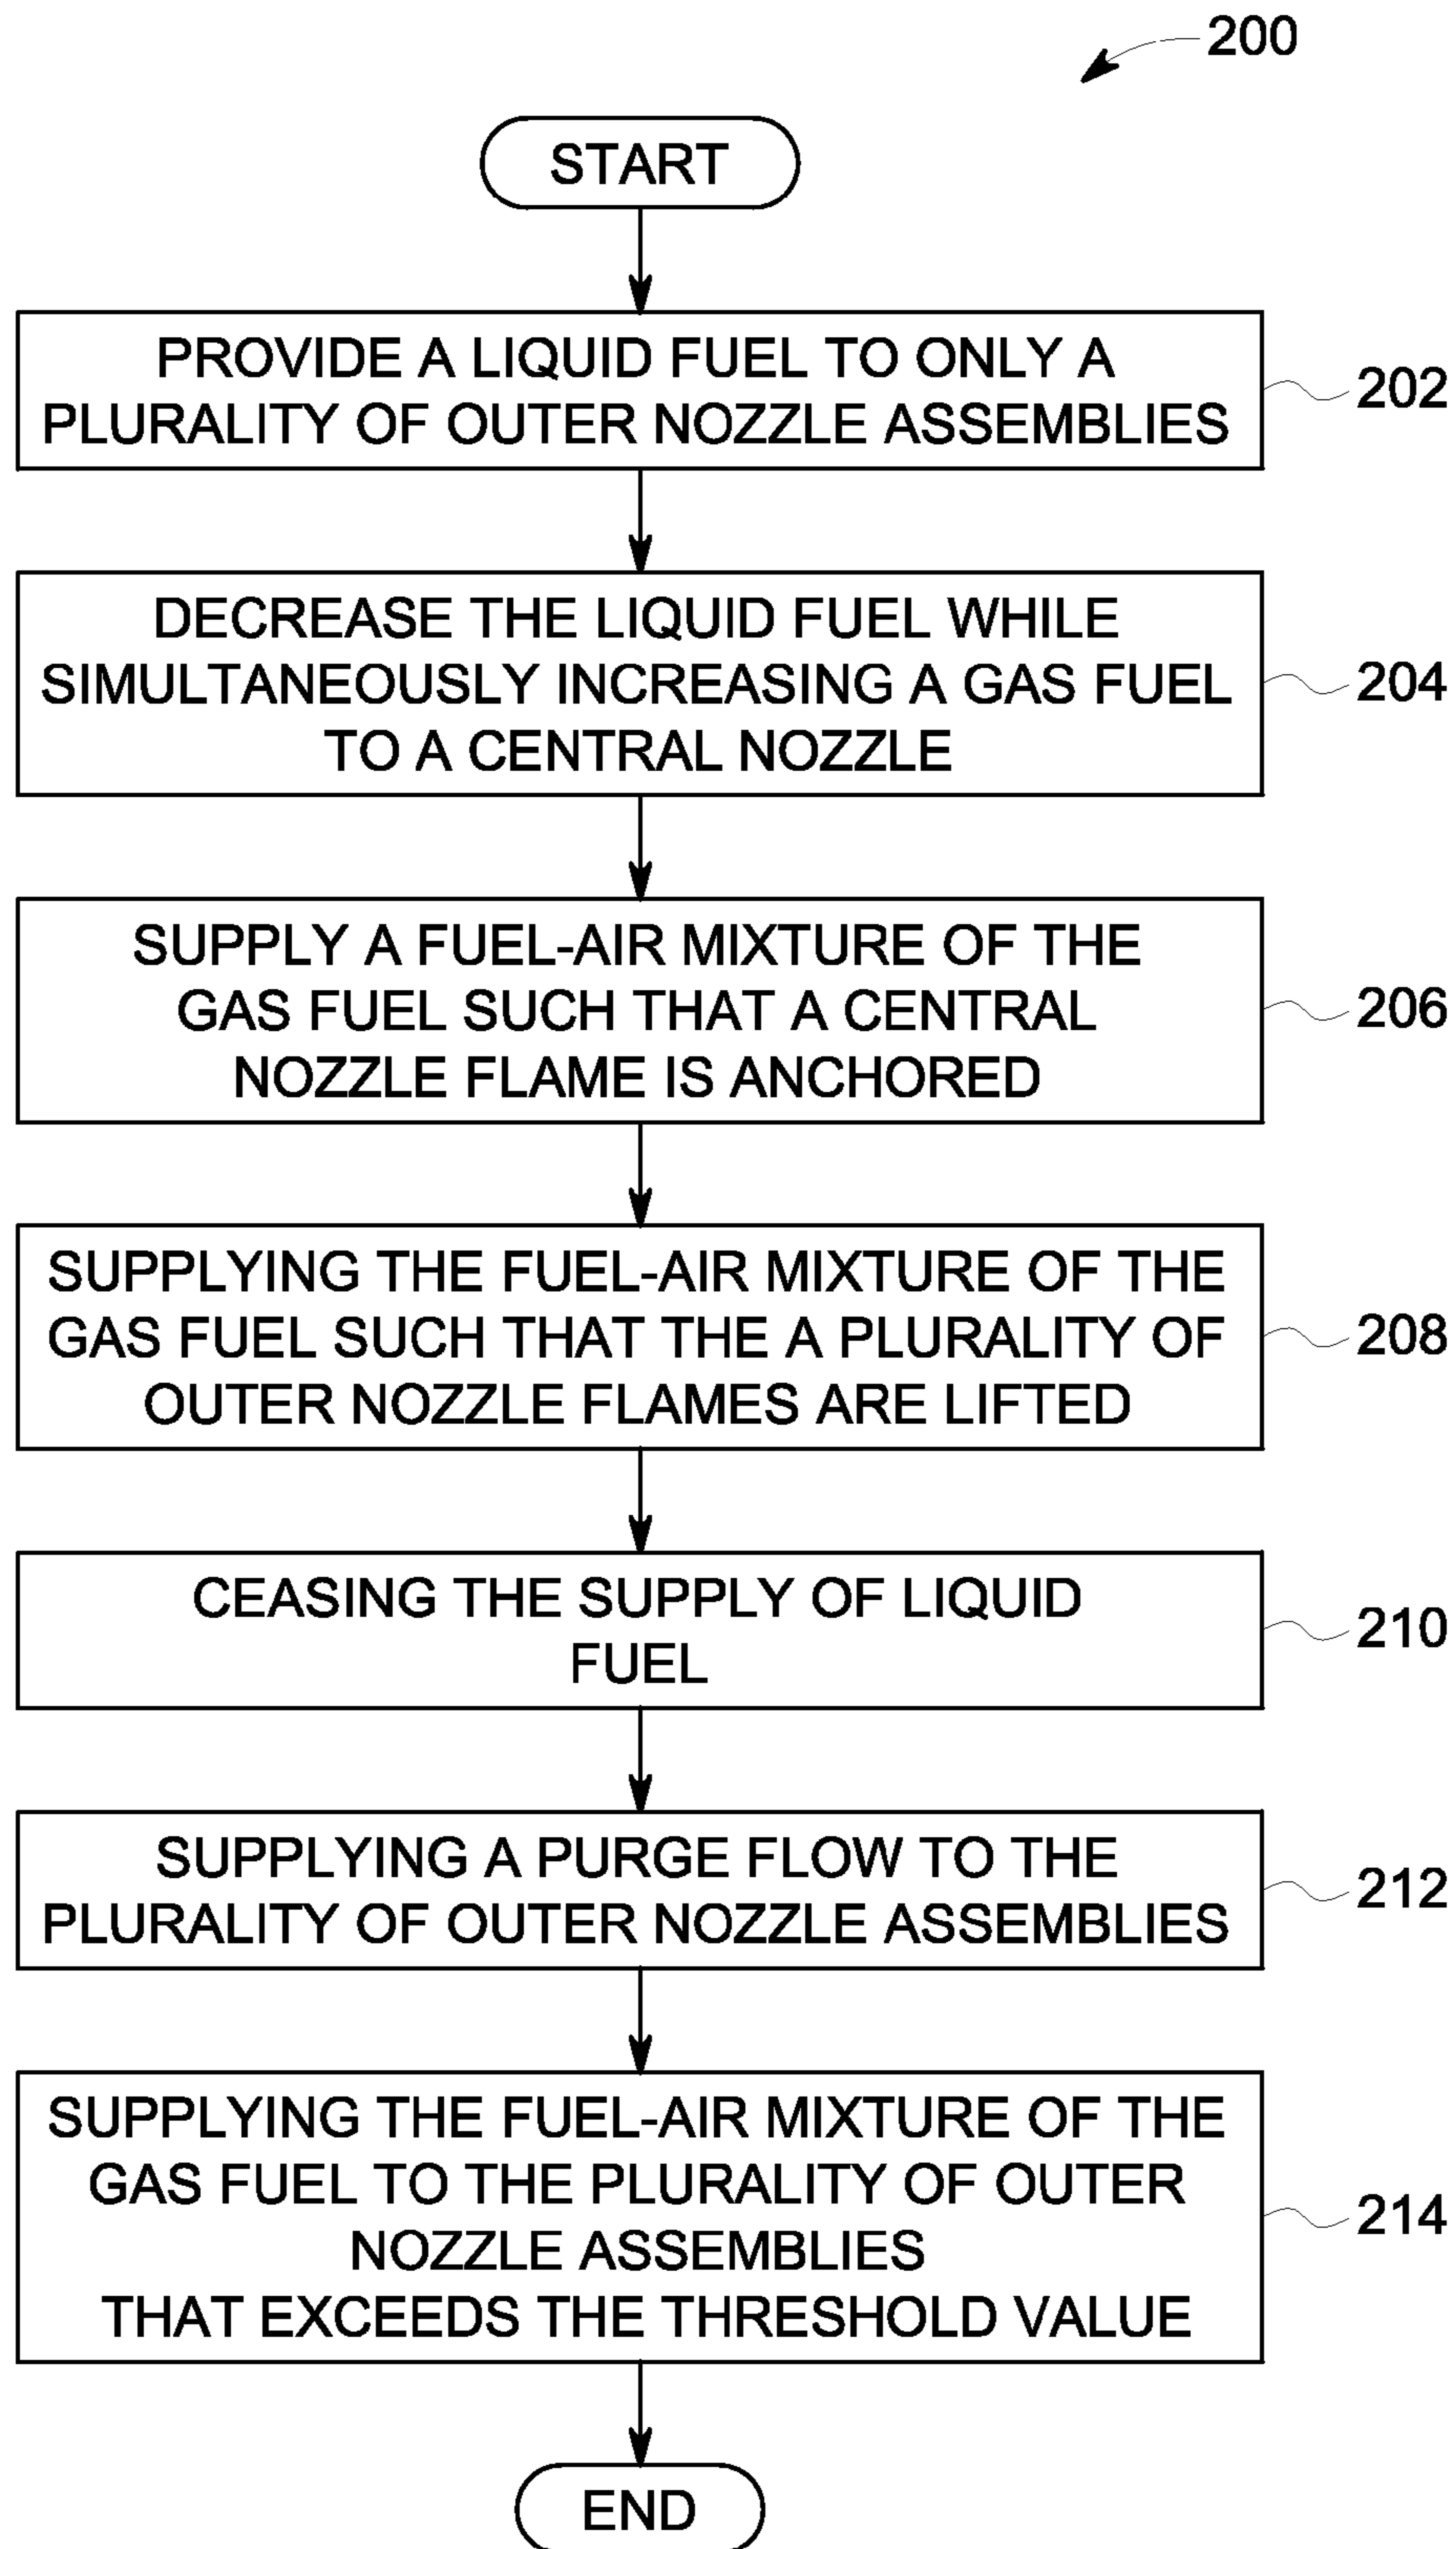 200
START
PROVIDE A LIQUID FUEL TO ONLY A
PLURALITY OF OUTER NOZZLE ASSEMBLIES
202
DECREASE THE LIQUID FUEL WHILE
SIMULTANEOUSLY INCREASING A GAS FUEL
TO A CENTRAL NOZZLE
204
SUPPLY A FUEL-AIR MIXTURE OF THE
GAS FUEL SUCH THAT A CENTRAL
NOZZLE FLAME IS ANCHORED
206
SUPPLYING THE FUEL-AIR MIXTURE OF THE
GAS FUEL SUCH THAT THE A PLURALITY OF
OUTER NOZZLE FLAMES ARE LIFTED
208
CEASING THE SUPPLY OF LIQUID
FUEL
210
SUPPLYING A PURGE FLOW TO THE
PLURALITY OF OUTER NOZZLE ASSEMBLIES
212
SUPPLYING THE FUEL-AIR MIXTURE OF THE
GAS FUEL TO THE PLURALITY OF OUTER
NOZZLE ASSEMBLIES
THAT EXCEEDS THE THRESHOLD VALUE
214
END